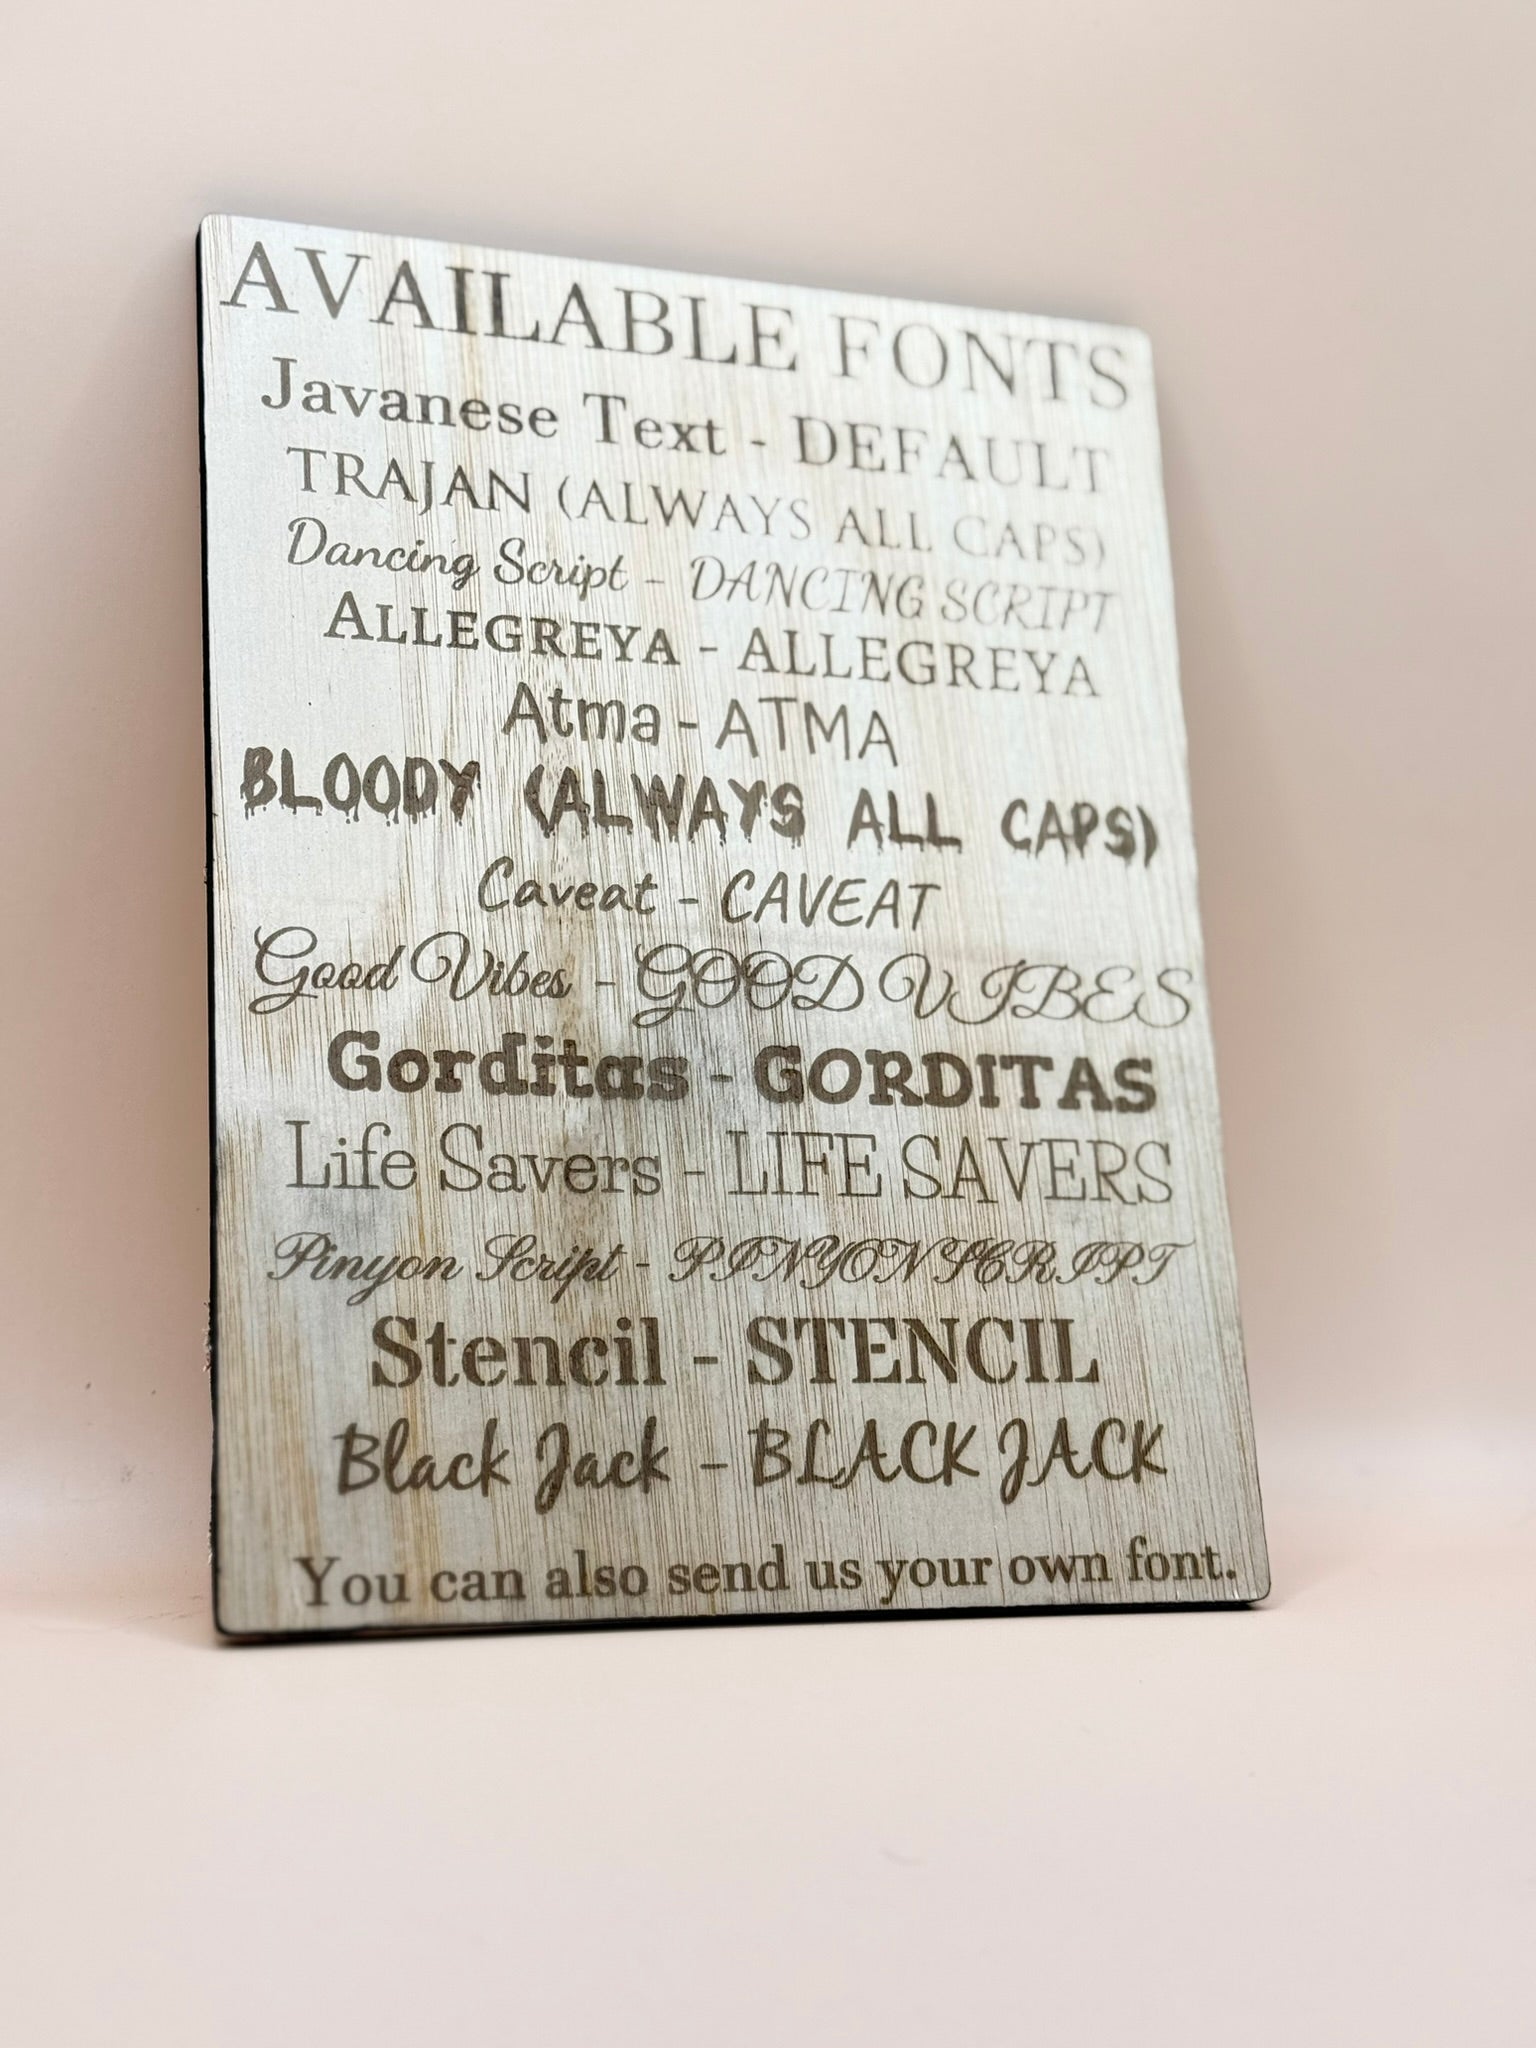 AVAILABLE FONTS
Javanese Text - DEFAULT
TRAJAN (ALWAYS ALL CAPS)
Dancing Script - DANCING SCRIPT
ALLEGREYA - ALLEGREYA
Atma - ATMA
BLOODY (ALWAYS ALL CAPS)
Caveat - CAVEAT
Good Vibes - GOOD VIBES
Gorditas - GORDITAS
Life Savers - LIFE SAVERS
Pinyon Script - PINYON SCRIPT
Stencil - STENCIL
Black Jack - BLACK JACK
You can also send us your own font.